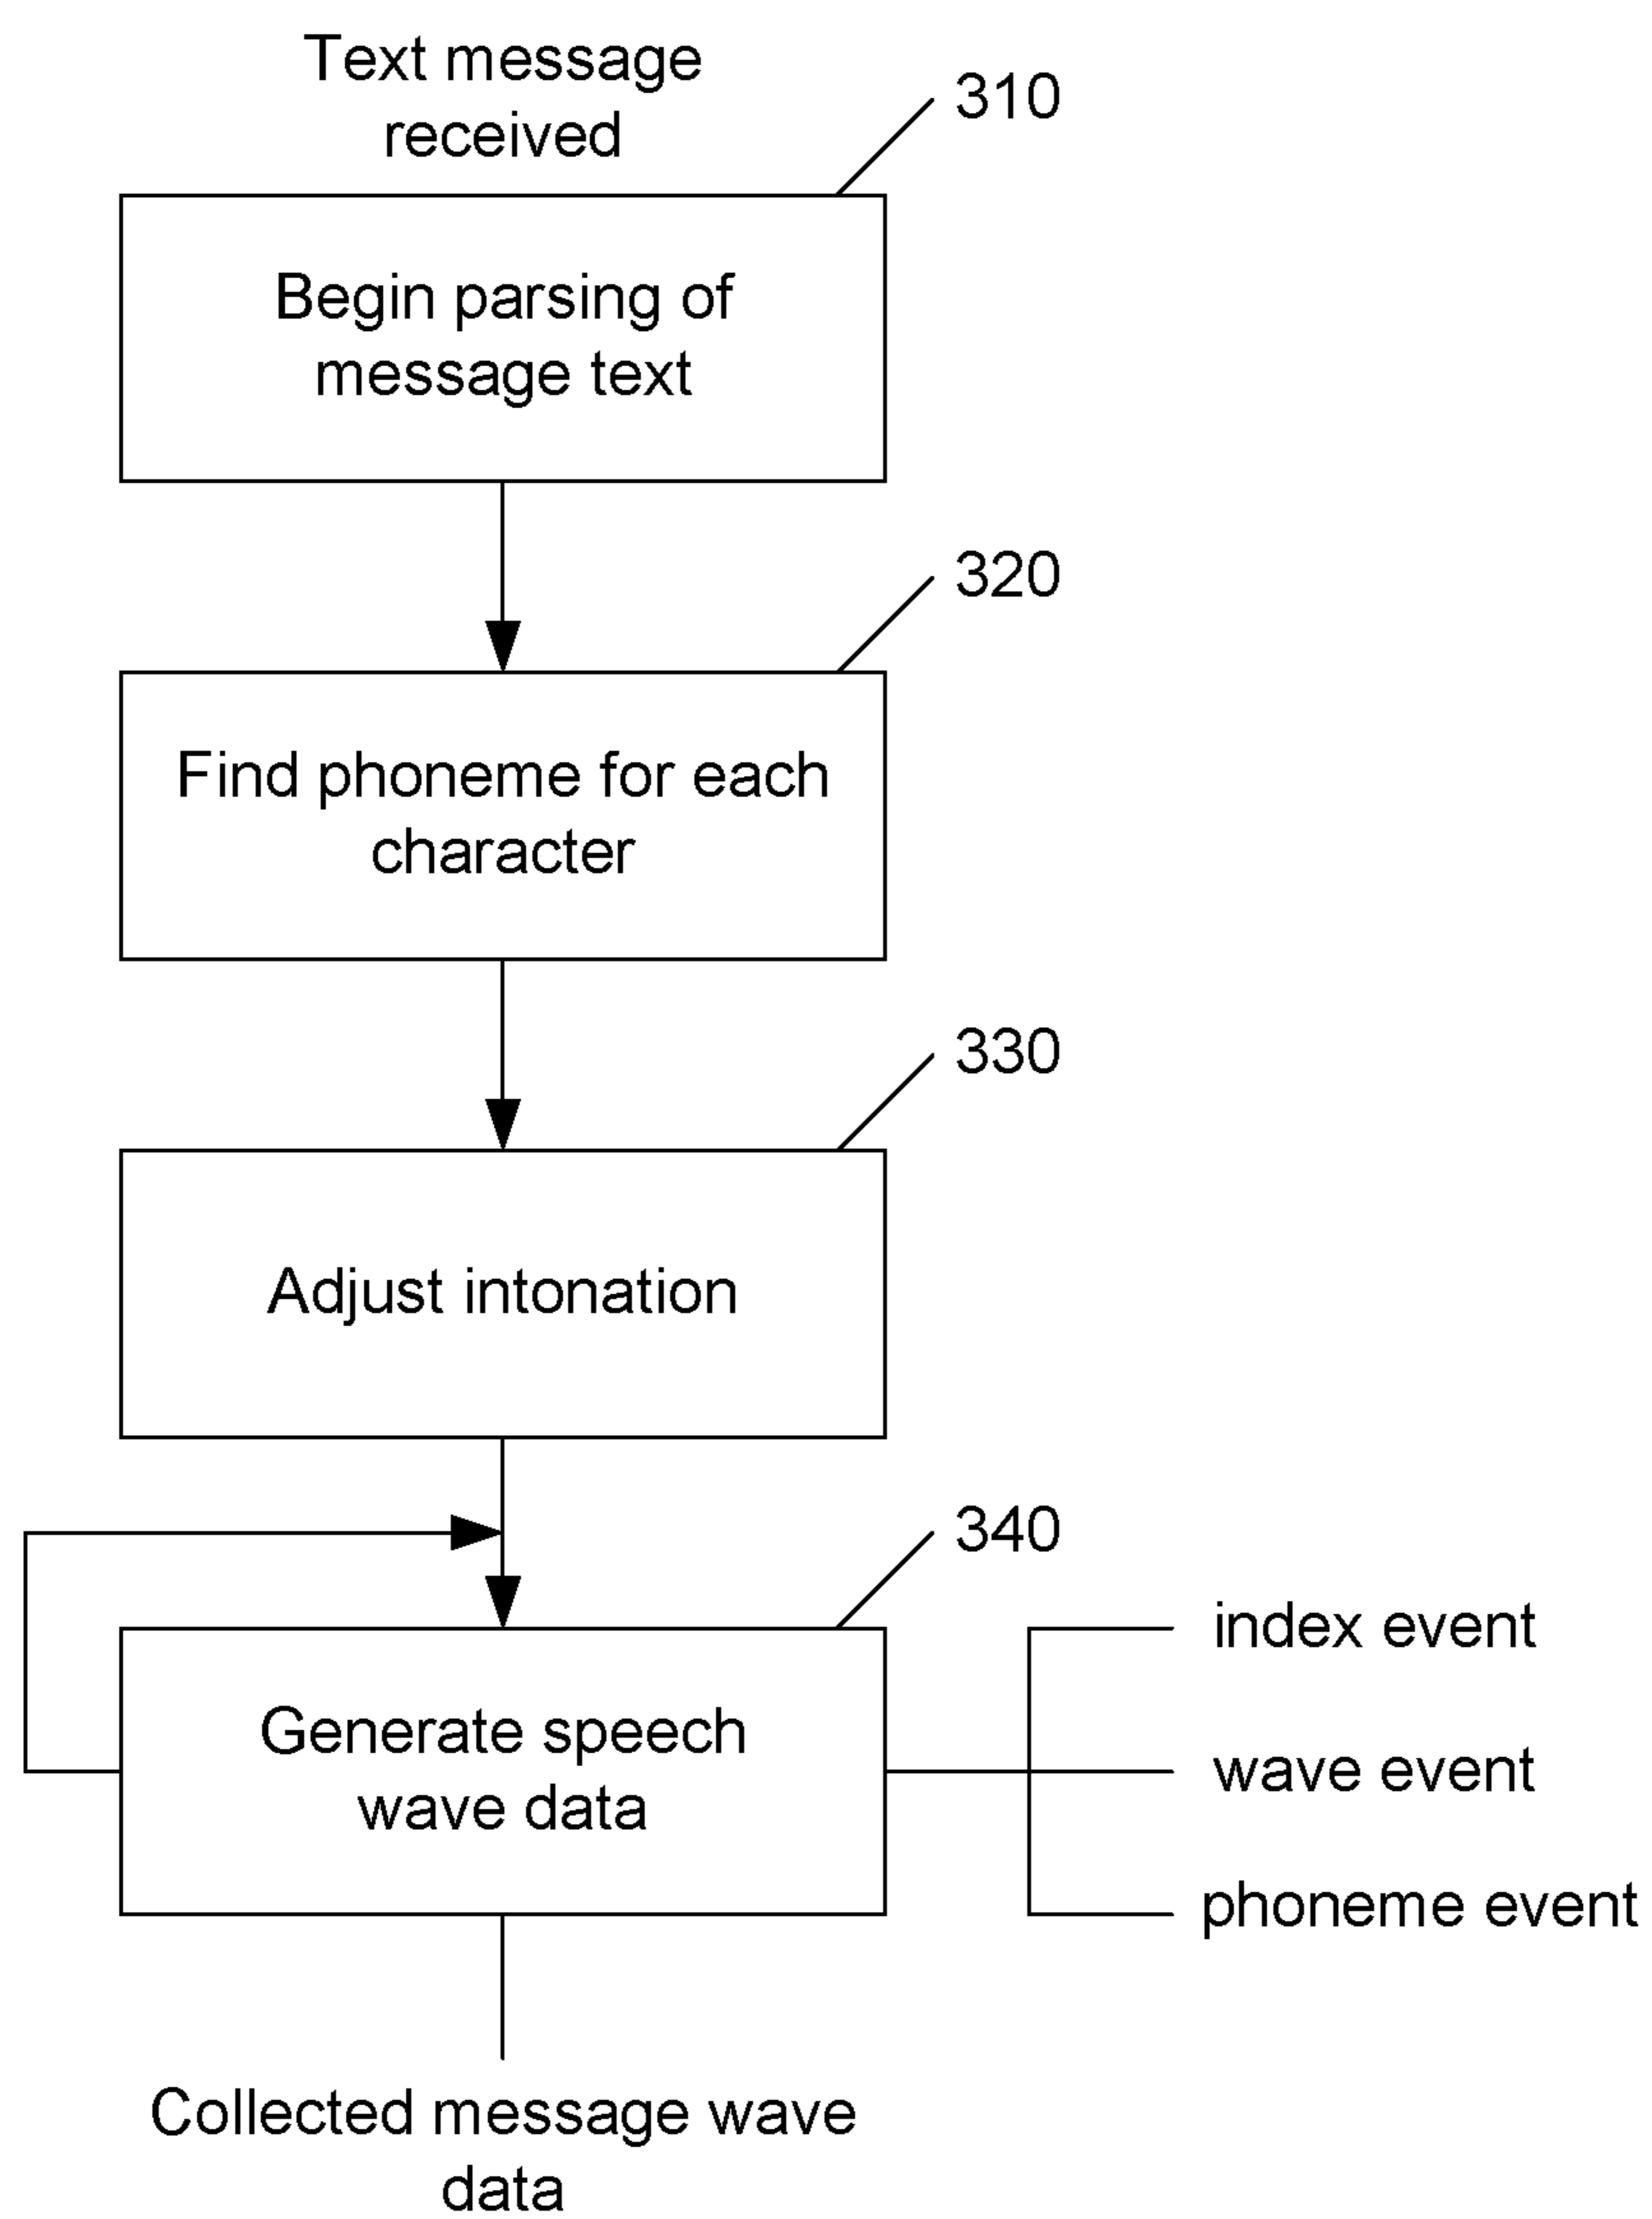 Text message
received
310
Begin parsing of
message text
320
Find phoneme for each
character
330
Adjust intonation
340
Generate speech
wave data
index event
wave event
phoneme event
Collected message wave
data